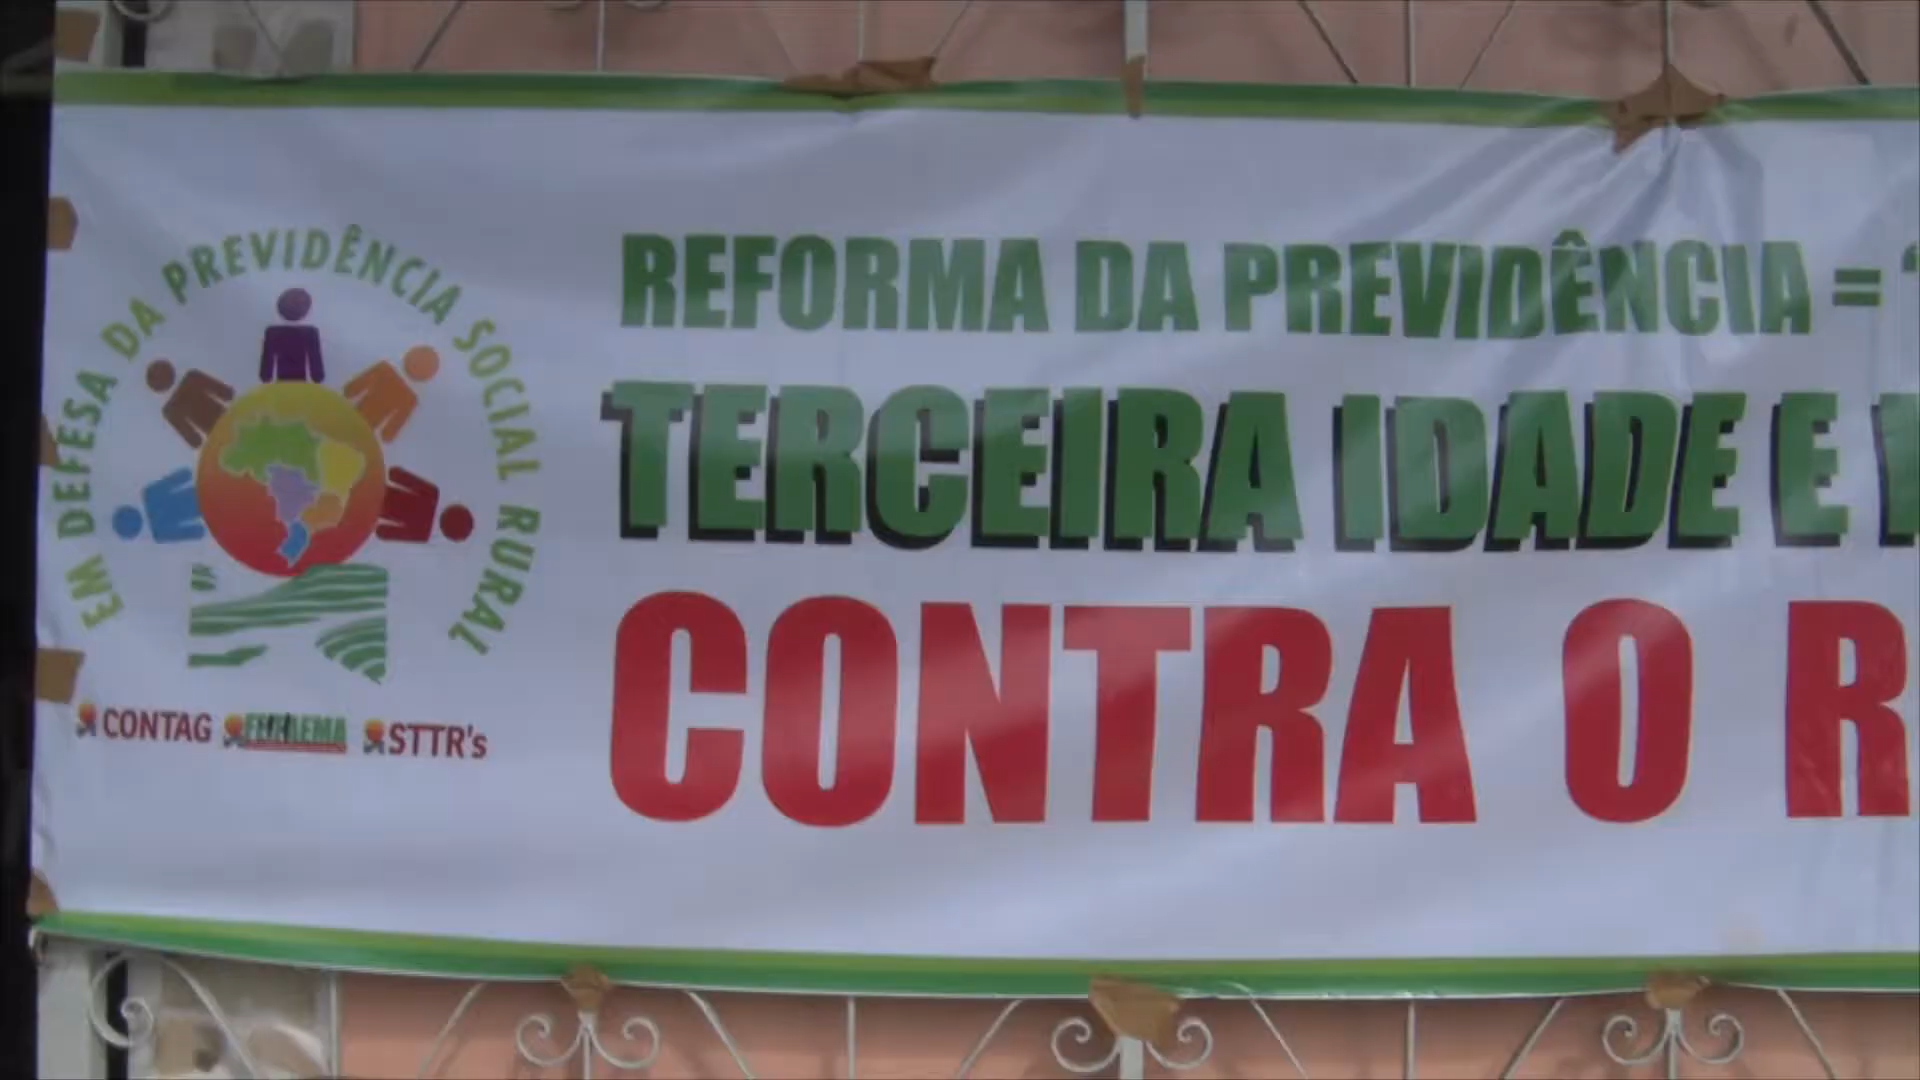 EM DEFESA DA PREVIDÊNCIA SOCIAL RURAL
CONTAG
STTR's
REFORMA DA PREVIDÊNCIA =
TERCEIRA IDADE E
CONTRA O R